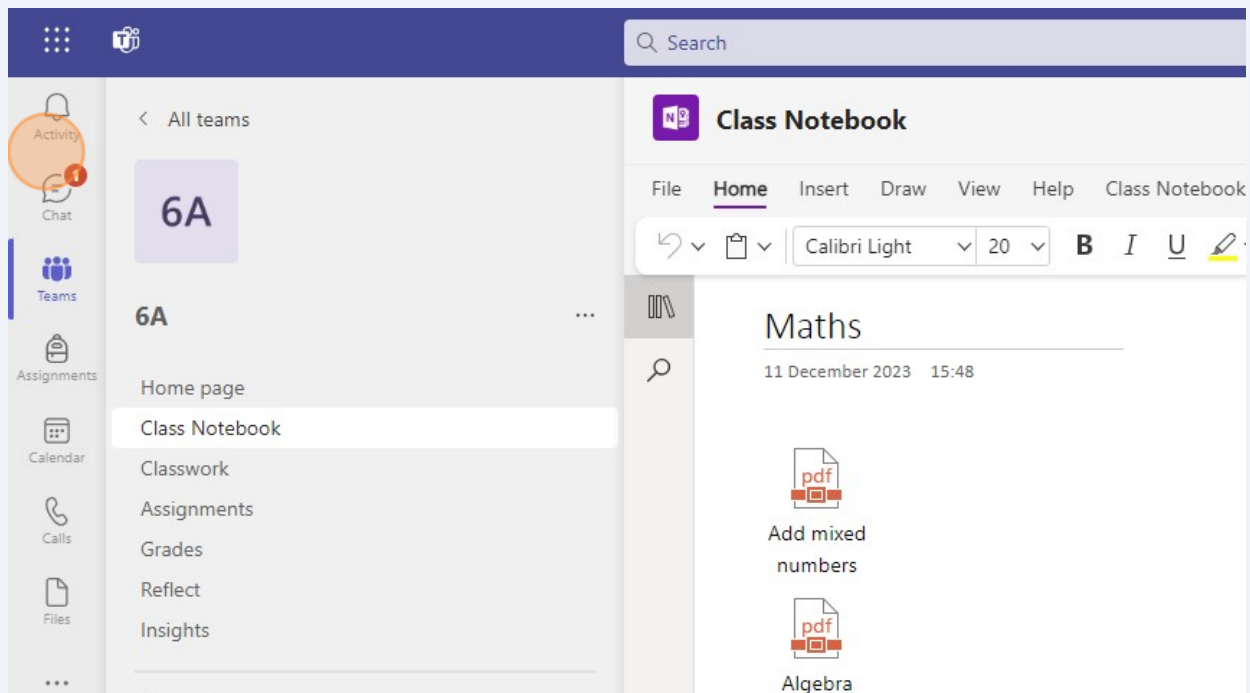 Search
Activity
1
Chat
Teams
Assignments
Calendar
Calls
Files
All teams
6A
6A
Home page
Class Notebook
Classwork
Assignments
Grades
Reflect
Insights
Class Notebook
File Home Insert Draw View Help Class Notebook
Calibri Light 20 B I U
Maths
11 December 2023 15:48
pdf
Add mixed
numbers
pdf
Algebra